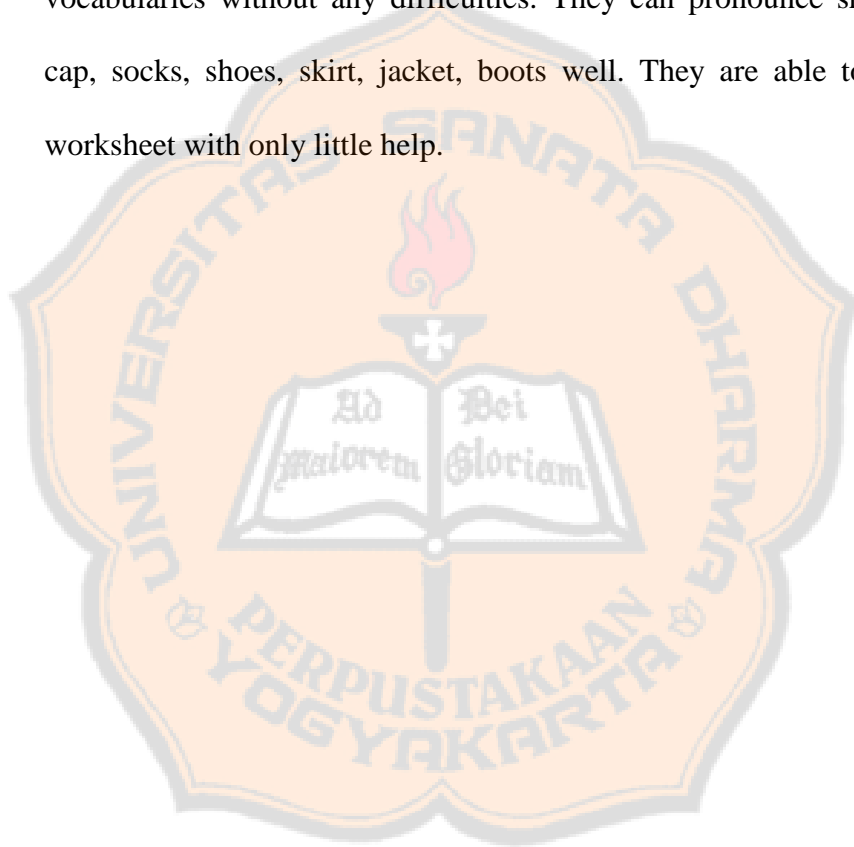 vocabularies without any difficulties. They can pronounce
cap, socks, shoes, skirt, jacket, boots well. They are able to
worksheet with only little help.
UNIVERSITAS SANATA DHARMA
Ad Dei
Maiorem Gloriam
PERPUSTAKAAN
YOGYAKARTA